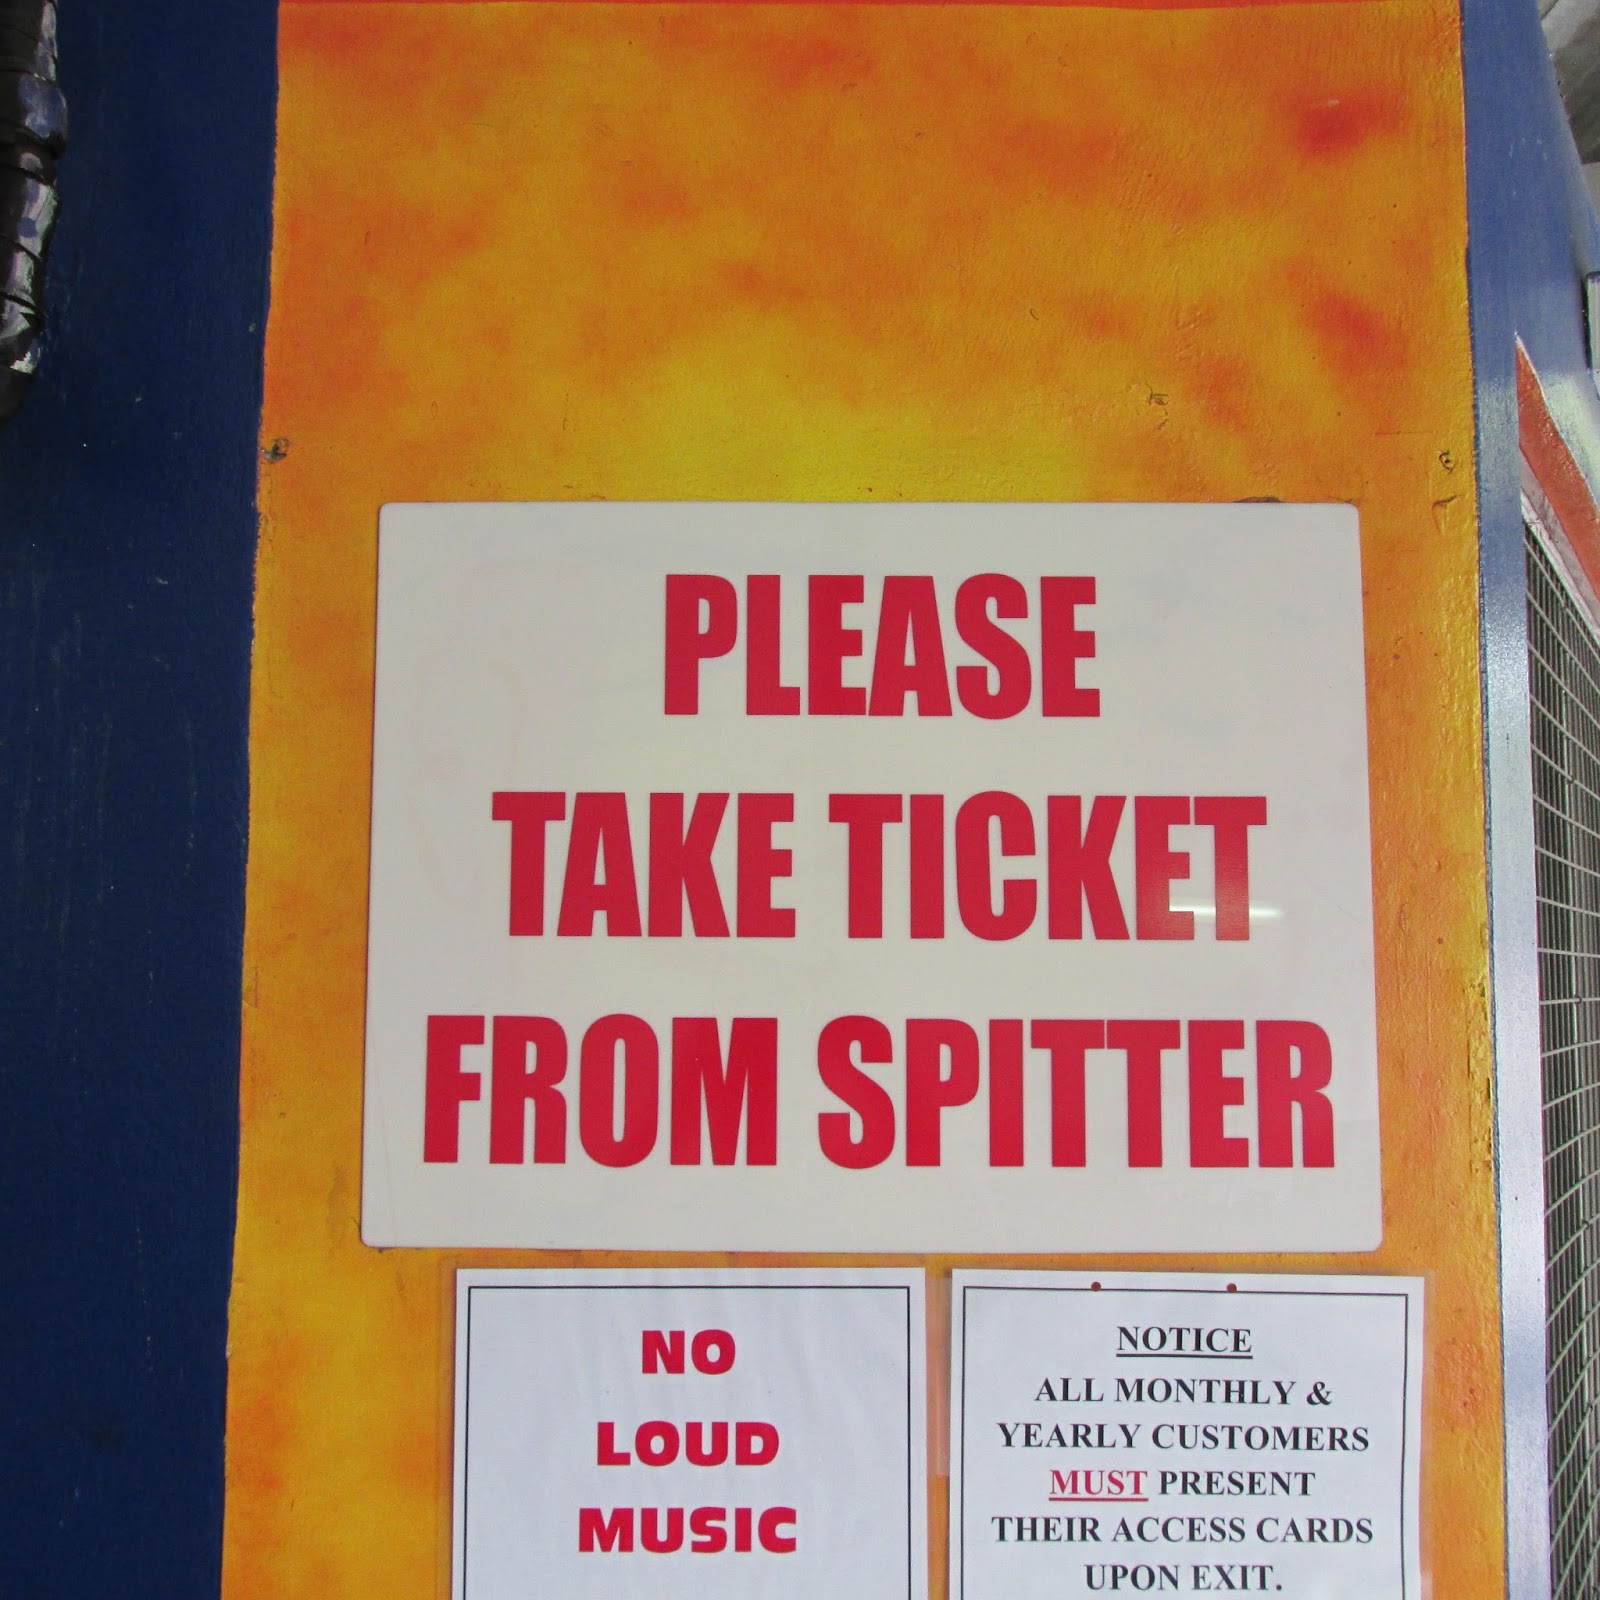 PLEASE
TAKE TICKET
FROM SPITTER
NO
LOUD
MUSIC
NOTICE
ALL MONTHLY &
YEARLY CUSTOMERS
MUST PRESENT
THEIR ACCESS CARDS
UPON EXIT.